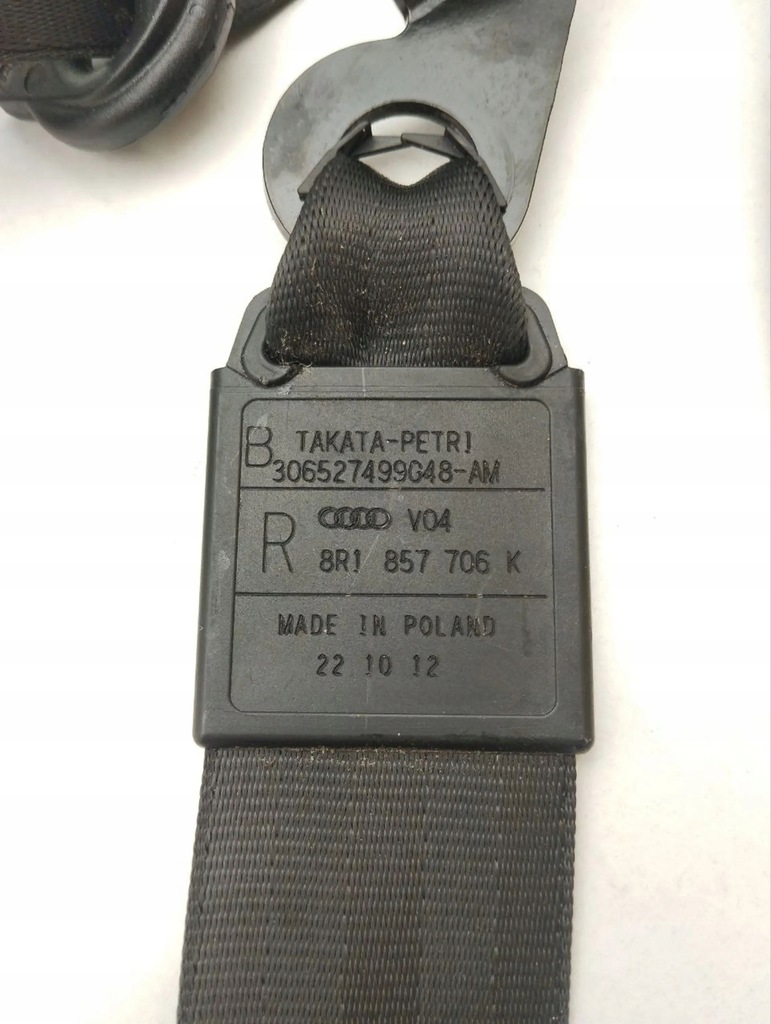 B TAKATA-PETRI
306527499G48-AM
R V04
8R1 857 706 K
MADE IN POLAND
22 10 12